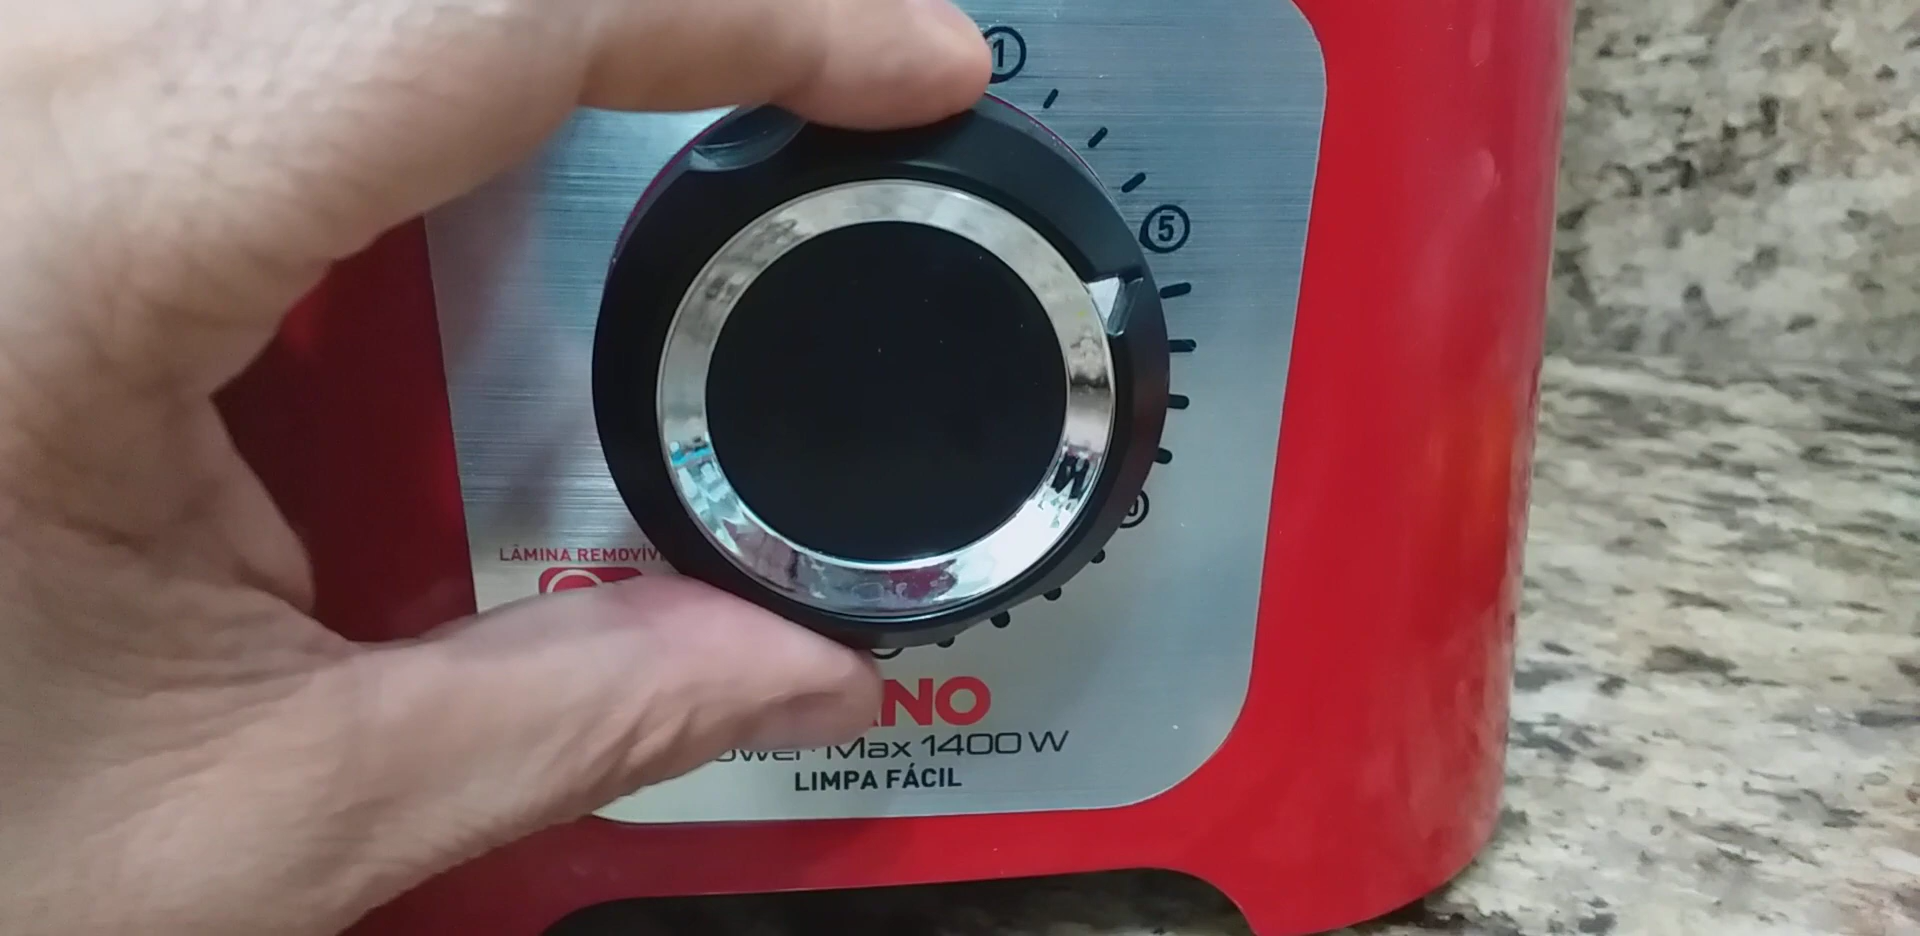 1
5
LÂMINA REMOVÍV
NO
ower Max 1400 W
LIMPA FÁCIL